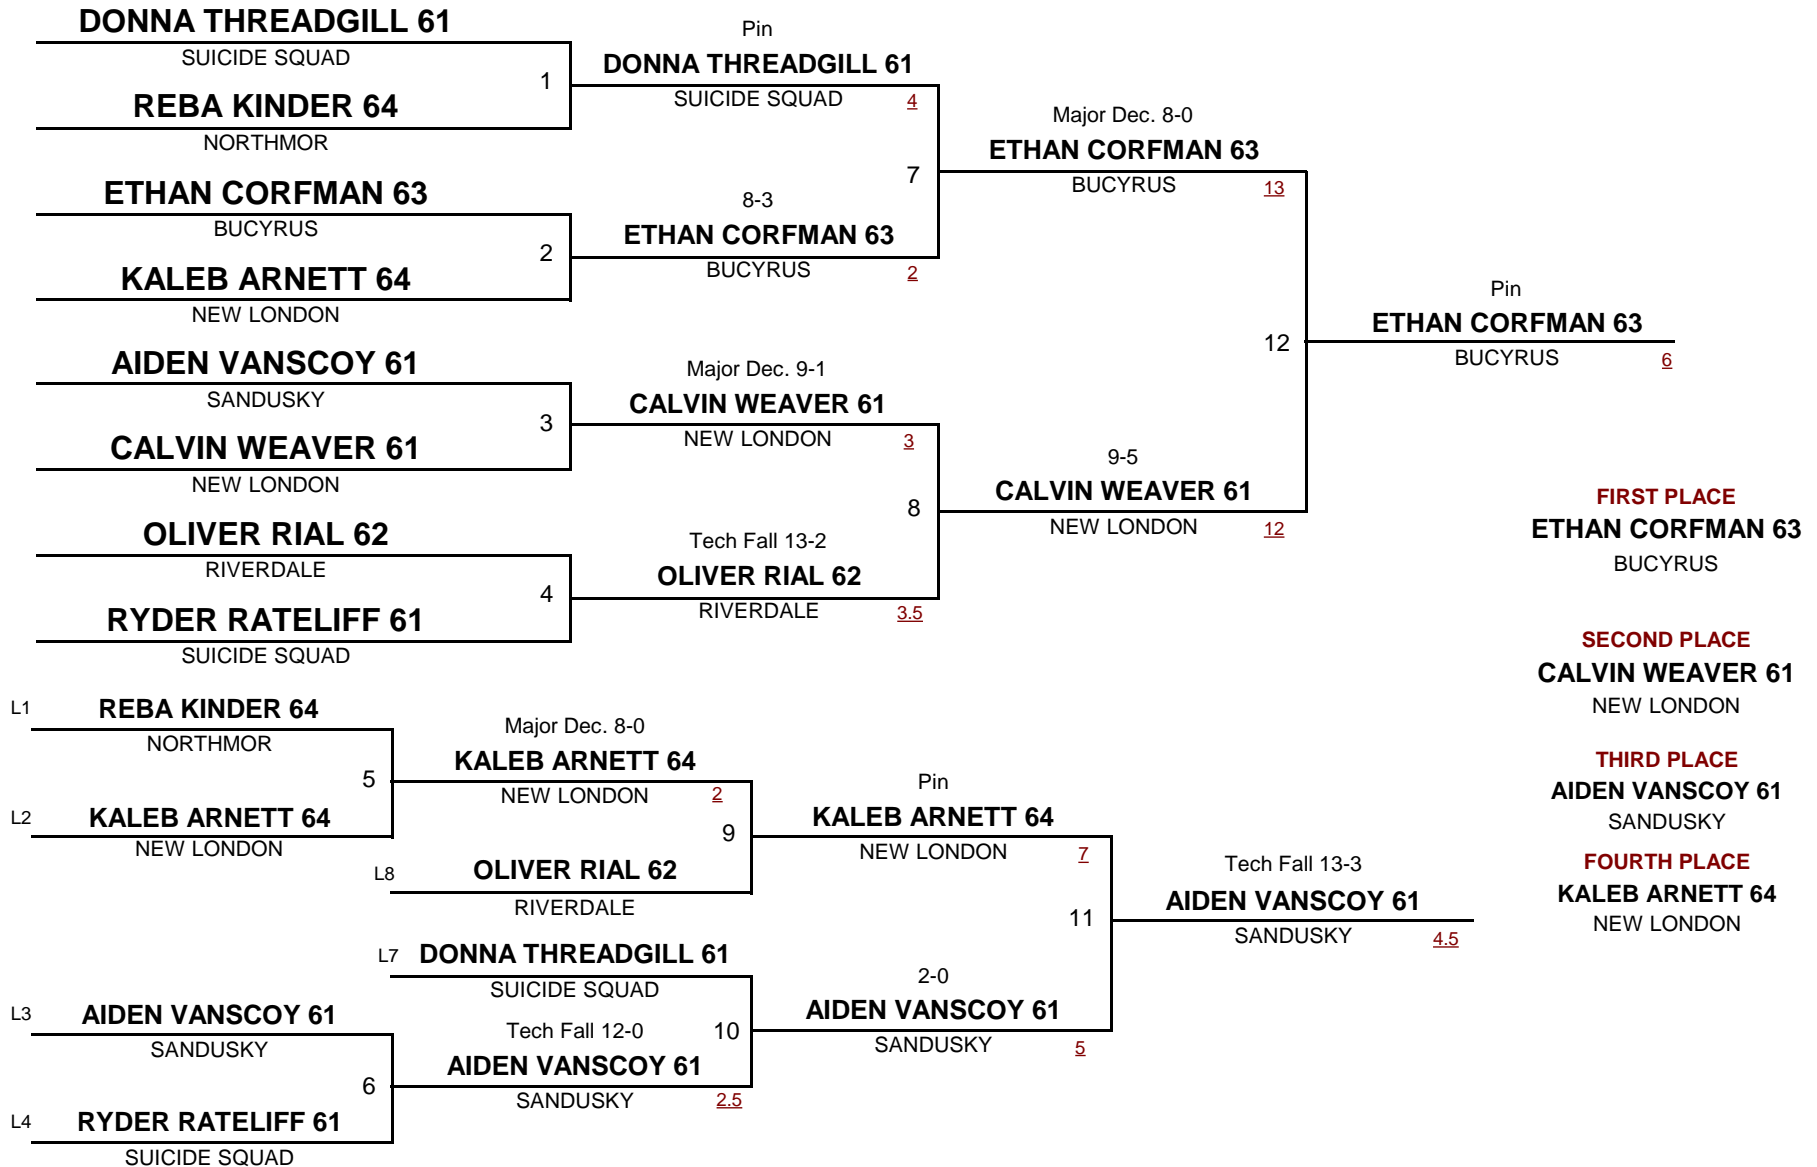 DONNA THREADGILL 61
SUICIDE SQUAD
1
REBA KINDER 64
NORTHMOR
ETHAN CORFMAN 63
BUCYRUS
2
KALEB ARNETT 64
NEW LONDON
AIDEN VANSCOY 61
SANDUSKY
3
CALVIN WEAVER 61
NEW LONDON
OLIVER RIAL 62
RIVERDALE
4
RYDER RATELIFF 61
SUICIDE SQUAD
Pin
DONNA THREADGILL 61
SUICIDE SQUAD
4
7
8-3
ETHAN CORFMAN 63
BUCYRUS
2
Major Dec. 9-1
CALVIN WEAVER 61
NEW LONDON
3
8
Tech Fall 13-2
OLIVER RIAL 62
RIVERDALE
3.5
Major Dec. 8-0
ETHAN CORFMAN 63
BUCYRUS
13
12
9-5
CALVIN WEAVER 61
NEW LONDON
12
Pin
ETHAN CORFMAN 63
BUCYRUS
6
FIRST PLACE
ETHAN CORFMAN 63
BUCYRUS
SECOND PLACE
CALVIN WEAVER 61
NEW LONDON
THIRD PLACE
AIDEN VANSCOY 61
SANDUSKY
FOURTH PLACE
KALEB ARNETT 64
NEW LONDON
L1
REBA KINDER 64
NORTHMOR
5
L2
KALEB ARNETT 64
NEW LONDON
Major Dec. 8-0
KALEB ARNETT 64
NEW LONDON
2
9
L8
OLIVER RIAL 62
RIVERDALE
L7
DONNA THREADGILL 61
SUICIDE SQUAD
10
L3
AIDEN VANSCOY 61
SANDUSKY
6
L4
RYDER RATELIFF 61
SUICIDE SQUAD
Tech Fall 12-0
AIDEN VANSCOY 61
SANDUSKY
2.5
Pin
KALEB ARNETT 64
NEW LONDON
7
11
2-0
AIDEN VANSCOY 61
SANDUSKY
5
Tech Fall 13-3
AIDEN VANSCOY 61
SANDUSKY
4.5